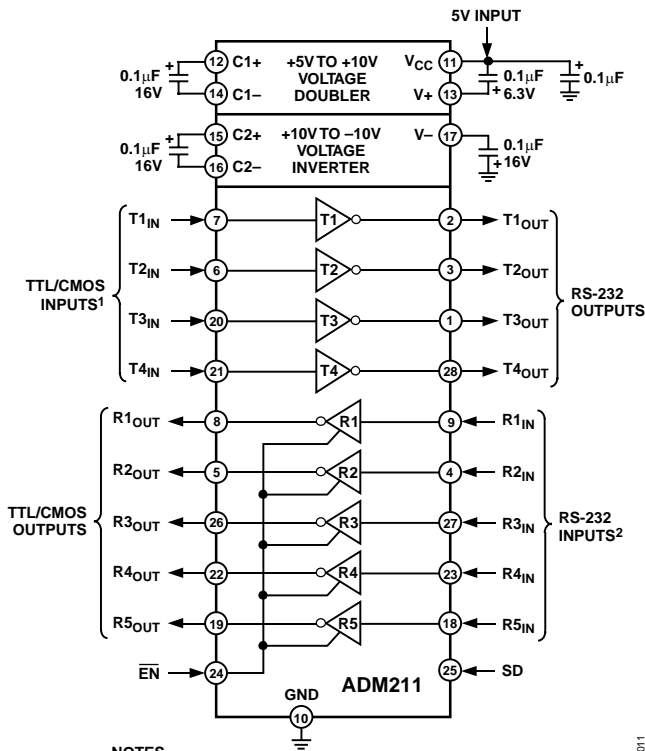 5V INPUT
0.1μF
16V
+
12
C1+
14
C1–
+5V TO +10V
VOLTAGE
DOUBLER
VCC
11
V+
13
0.1μF
+
6.3V
+
0.1μF
0.1μF
16V
+
15
C2+
16
C2–
+10V TO –10V
VOLTAGE
INVERTER
V–
17
0.1μF
+
16V
TTL/CMOS
INPUTS1
T1IN
7
T1
2
T1OUT
T2IN
6
T2
3
T2OUT
T3IN
20
T3
1
T3OUT
T4IN
21
T4
28
T4OUT
RS-232
OUTPUTS
TTL/CMOS
OUTPUTS
R1OUT
8
R1
9
R1IN
R2OUT
5
R2
4
R2IN
R3OUT
26
R3
27
R3IN
R4OUT
22
R4
23
R4IN
R5OUT
19
R5
18
R5IN
RS-232
INPUTS2
EN
24
GND
10
ADM211
25
SD
NOTES
011